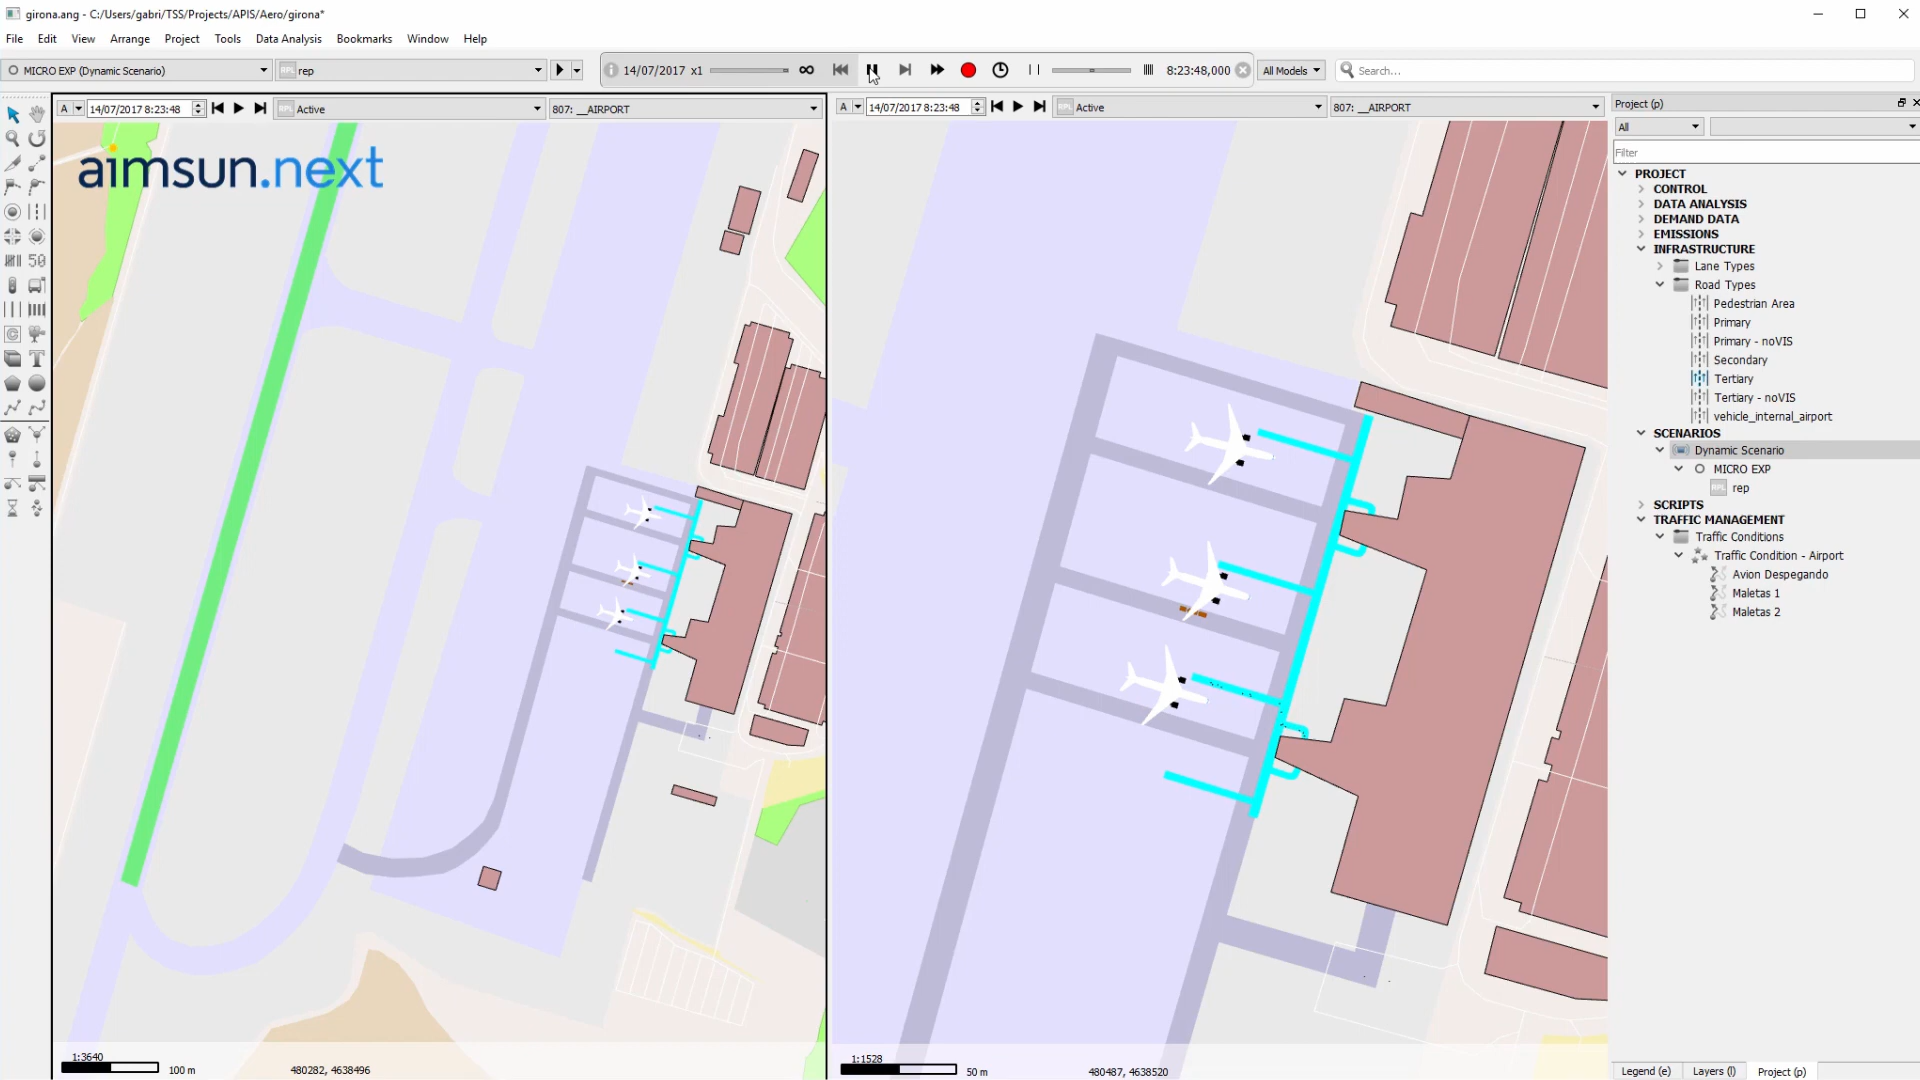 girona.ang - C:/Users/gabri/TSS/Projects/APIS/Aero/girona*
File Edit View Arrange Project Tools Data Analysis Bookmarks Window Help
MICRO EXP (Dynamic Scenario) RPL rep 14/07/2017 x1 8:23:48,000 All Models Search...
A 14/07/2017 8:23:48 RPL Active 807: __AIRPORT
A 14/07/2017 8:23:48 RPL Active 807: __AIRPORT
aimsun.next
50
1:3640
100 m 480282, 4638496
1:1528
50 m 480487, 4638520
Project (p)
All
Filter
PROJECT
CONTROL
DATA ANALYSIS
DEMAND DATA
EMISSIONS
INFRASTRUCTURE
Lane Types
Road Types
Pedestrian Area
Primary
Primary - noVIS
Secondary
Tertiary
Tertiary - noVIS
vehicle_internal_airport
SCENARIOS
Dynamic Scenario
MICRO EXP
RPL rep
SCRIPTS
TRAFFIC MANAGEMENT
Traffic Conditions
Traffic Condition - Airport
Avion Despegando
Maletas 1
Maletas 2
Legend (e) Layers (l) Project (p)